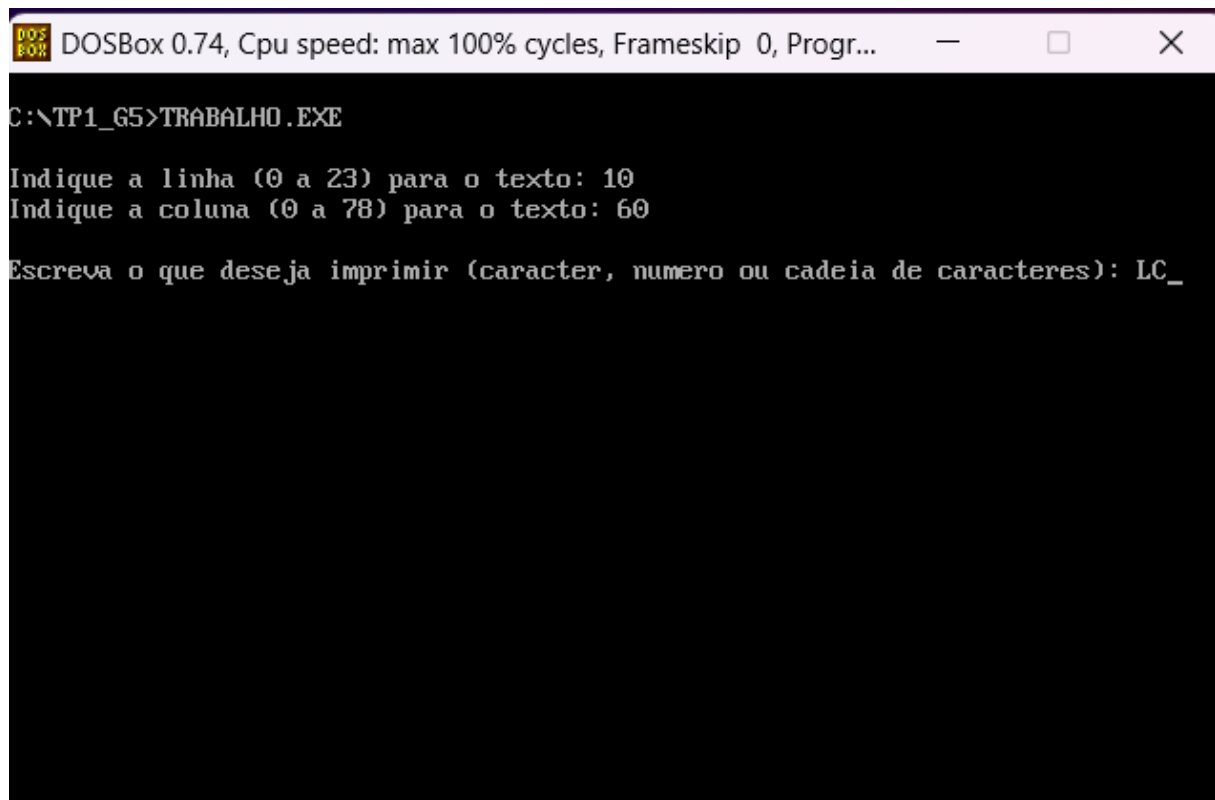 DOS
BOX
DOSBox 0.74, Cpu speed: max 100% cycles, Frameskip 0, Progr...
C:\TP1_G5>TRABALHO.EXE
Indique a linha (0 a 23) para o texto: 10
Indique a coluna (0 a 78) para o texto: 60
Escreva o que deseja imprimir (caracter, numero ou cadeia de caracteres): LC_